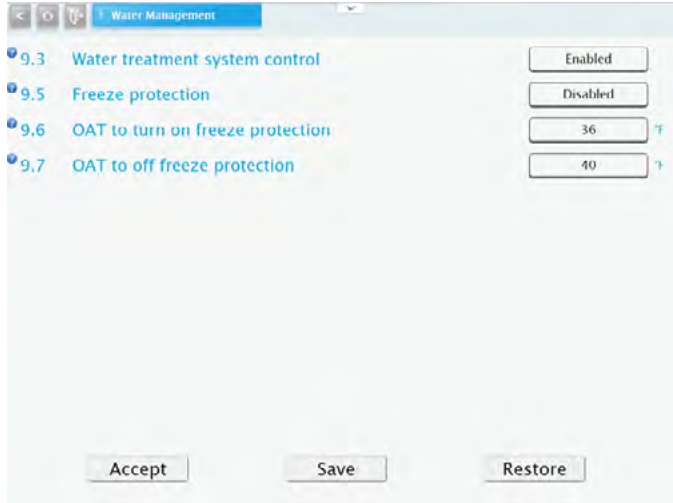 < Water Management
9.3 Water treatment system control Enabled
9.5 Freeze protection Disabled
9.6 OAT to turn on freeze protection 36 °F
9.7 OAT to off freeze protection 40 °F
Accept Save Restore